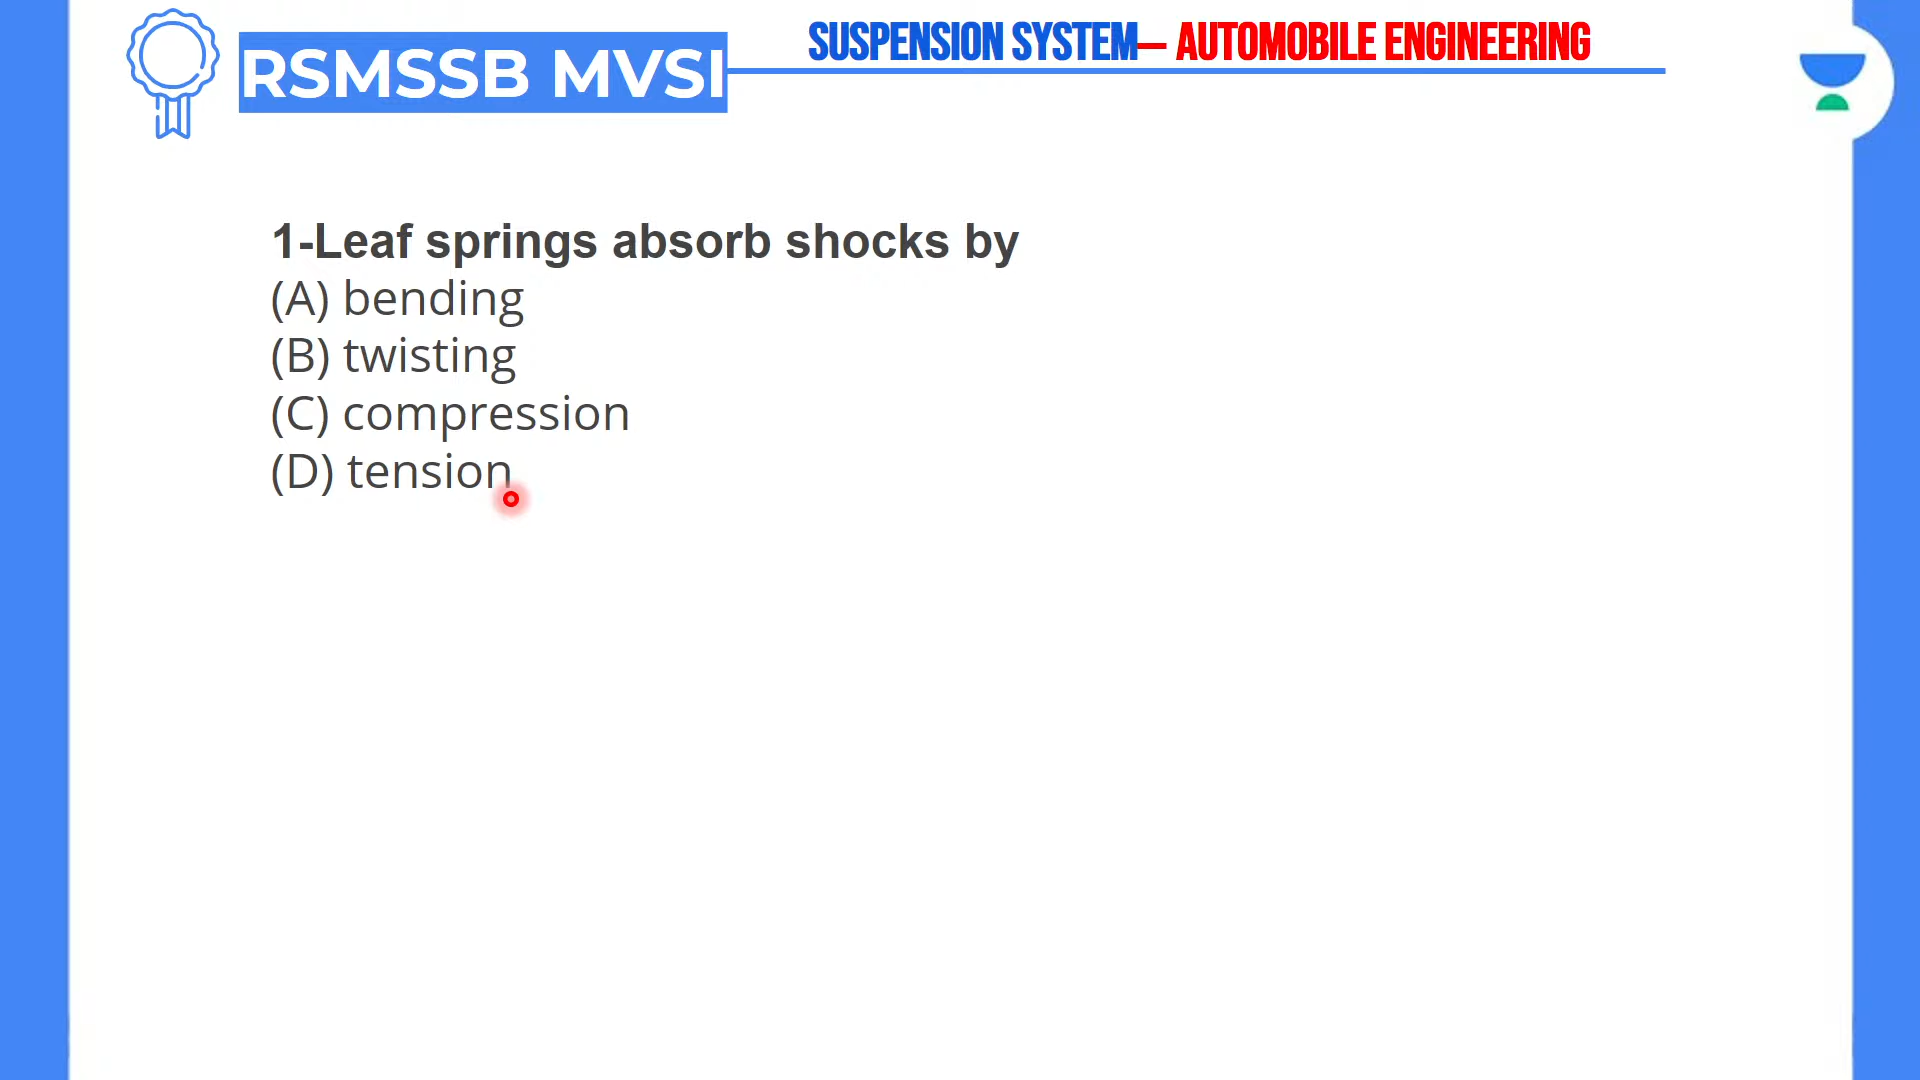 SUSPENSION SYSTEM– AUTOMOBILE ENGINEERING
RSMSSB MVSI
1-Leaf springs absorb shocks by
(A) bending
(B) twisting
(C) compression
(D) tension